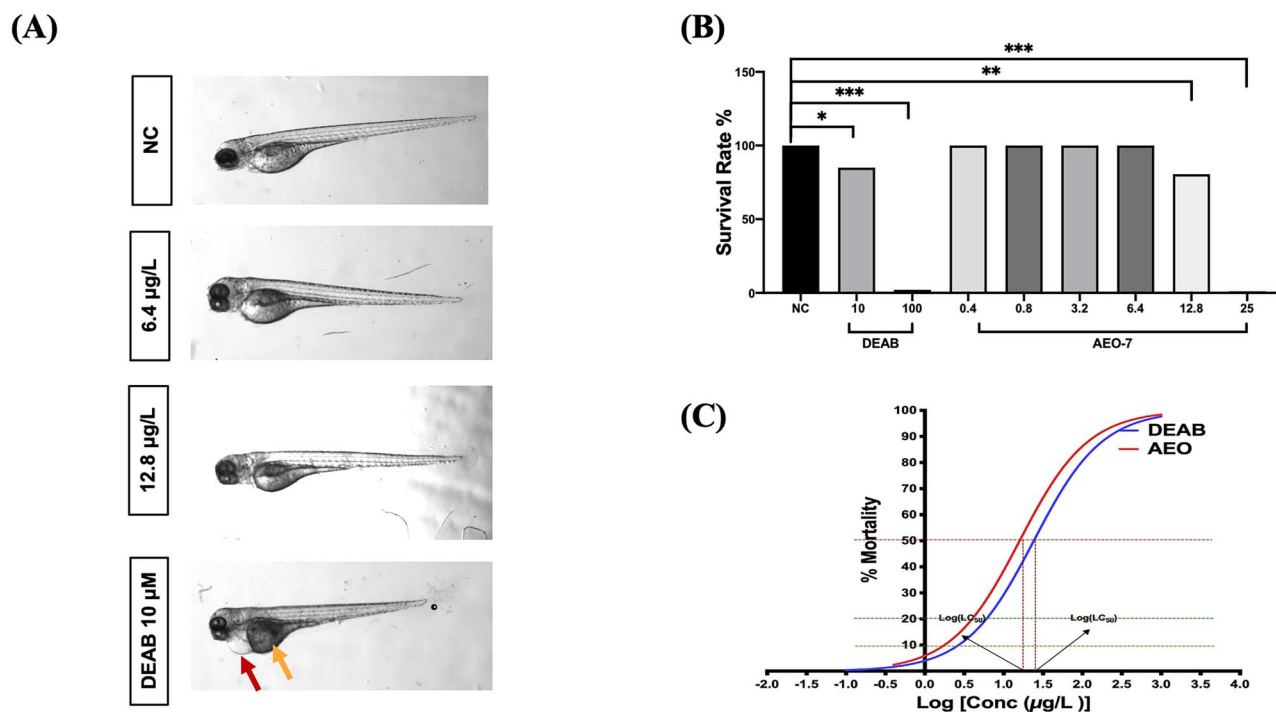 (A)
NC
6.4 µg/L
12.8 µg/L
DEAB 10 µM
(B)
***
**
***
*
Survival Rate %
150
100
50
0
NC
10
100
0.4
0.8
3.2
6.4
12.8
25
DEAB
AEO-7
(C)
100
90
80
70
60
50
40
30
20
10
% Mortality
DEAB
AEO
Log(LC₅₀)
Log(LC₅₀)
-2.0
-1.5
-1.0
-0.5
0.0
0.5
1.0
1.5
2.0
2.5
3.0
3.5
4.0
Log [Conc (µg/L )]